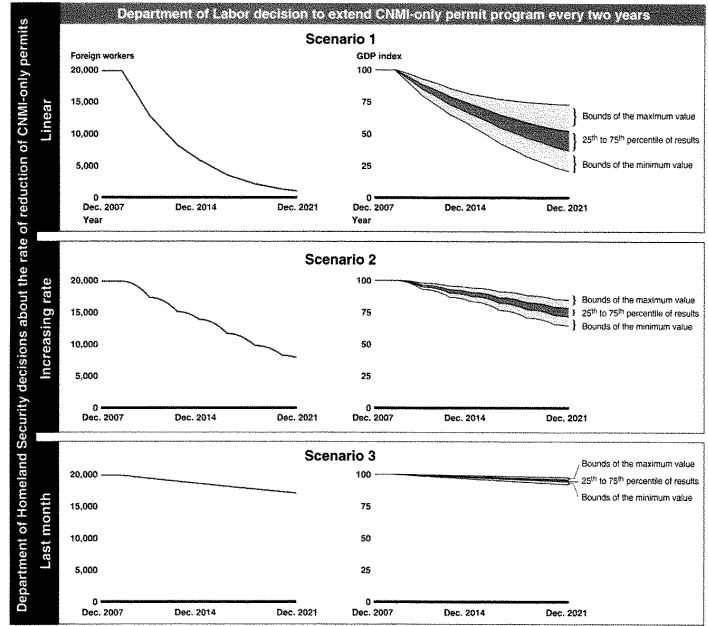 Department of Labor decision to extend CNMI-only permit program every two years
Department of Homeland Security decisions about the rate of reduction of CNMI-only permits
Linear
Scenario 1
Foreign workers
20,000
15,000
10,000
5,000
0
Dec. 2007
Dec. 2014
Dec. 2021
Year
GDP index
100
75
50
25
0
Dec. 2007
Dec. 2014
Dec. 2021
Year
Bounds of the maximum value
25th to 75th percentile of results
Bounds of the minimum value
Increasing rate
Scenario 2
20,000
15,000
10,000
5,000
0
Dec. 2007
Dec. 2014
Dec. 2021
100
75
50
25
0
Dec. 2007
Dec. 2014
Dec. 2021
Bounds of the maximum value
25th to 75th percentile of results
Bounds of the minimum value
Last month
Scenario 3
20,000
15,000
10,000
5,000
0
Dec. 2007
Dec. 2014
Dec. 2021
100
75
50
25
0
Dec. 2007
Dec. 2014
Dec. 2021
Bounds of the maximum value
25th to 75th percentile of results
Bounds of the minimum value